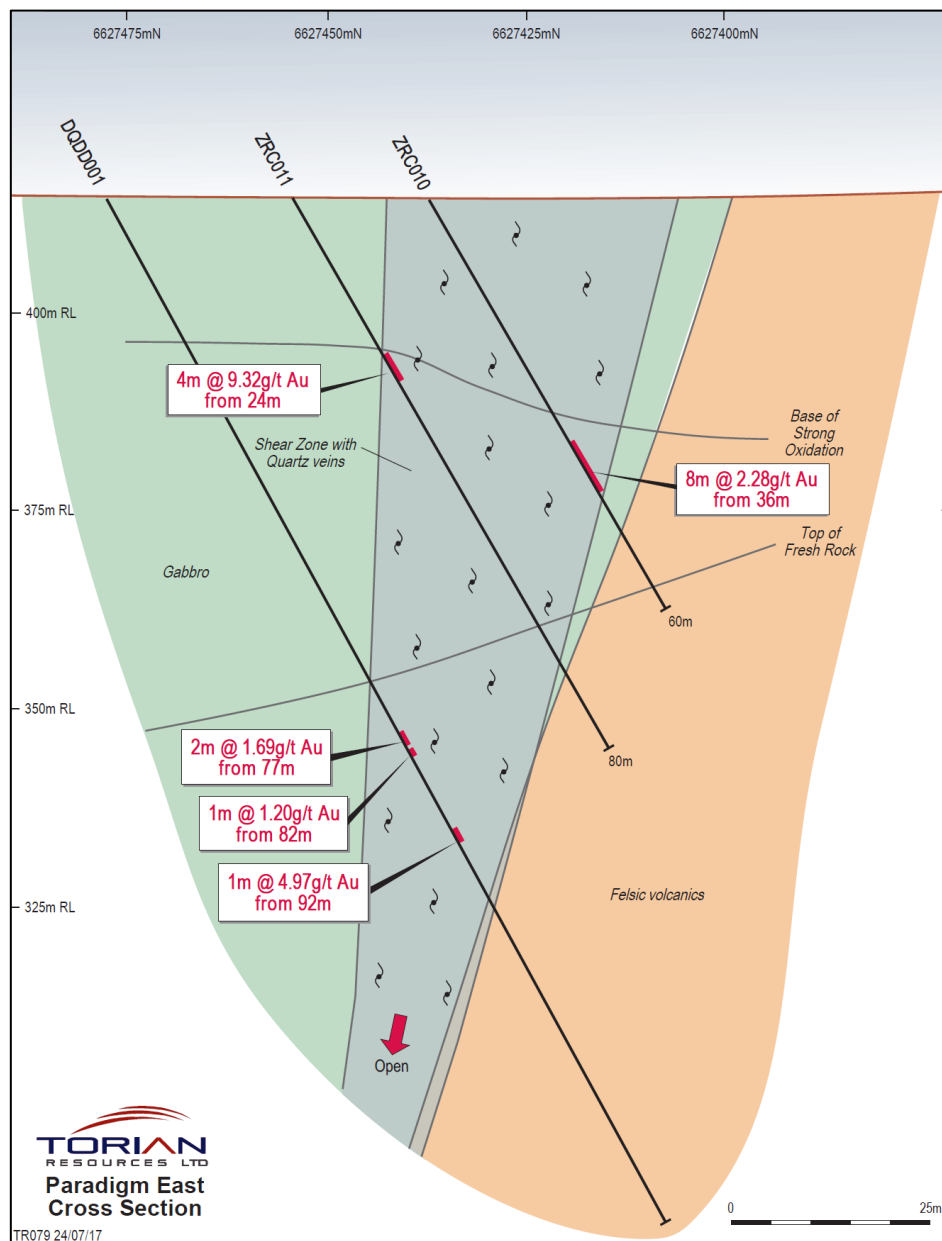 6627475mN
6627450mN
6627425mN
6627400mN
DQDD001
ZRC011
ZRC010
400m RL
4m @ 9.32g/t Au
from 24m
Base of
Strong
Oxidation
Shear Zone with
Quartz veins
8m @ 2.28g/t Au
from 36m
375m RL
Top of
Fresh Rock
Gabbro
60m
350m RL
2m @ 1.69g/t Au
from 77m
80m
1m @ 1.20g/t Au
from 82m
1m @ 4.97g/t Au
from 92m
Felsic volcanics
325m RL
Open
TORIAN
RESOURCES LTD
Paradigm East
Cross Section
0
25m
TR079 24/07/17